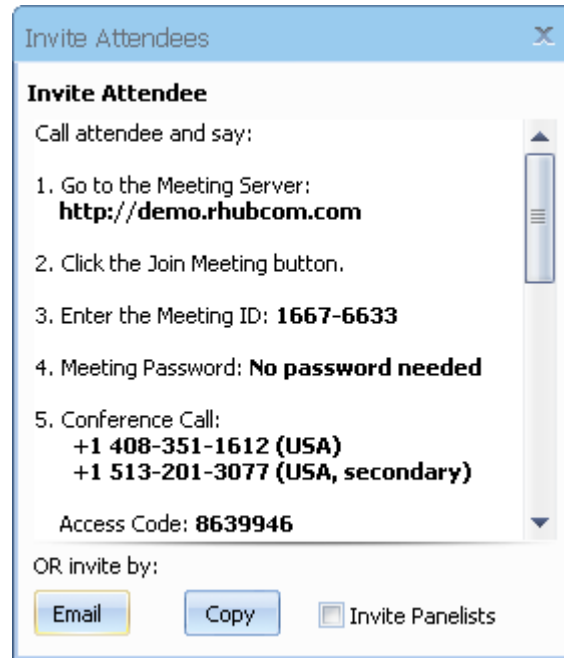 Invite Attendees
Invite Attendee
Call attendee and say:
1. Go to the Meeting Server:
http://demo.rhubcom.com
2. Click the Join Meeting button.
3. Enter the Meeting ID: 1667-6633
4. Meeting Password: No password needed
5. Conference Call:
+1 408-351-1612 (USA)
+1 513-201-3077 (USA, secondary)
Access Code: 8639946
OR invite by:
Email Copy Invite Panelists